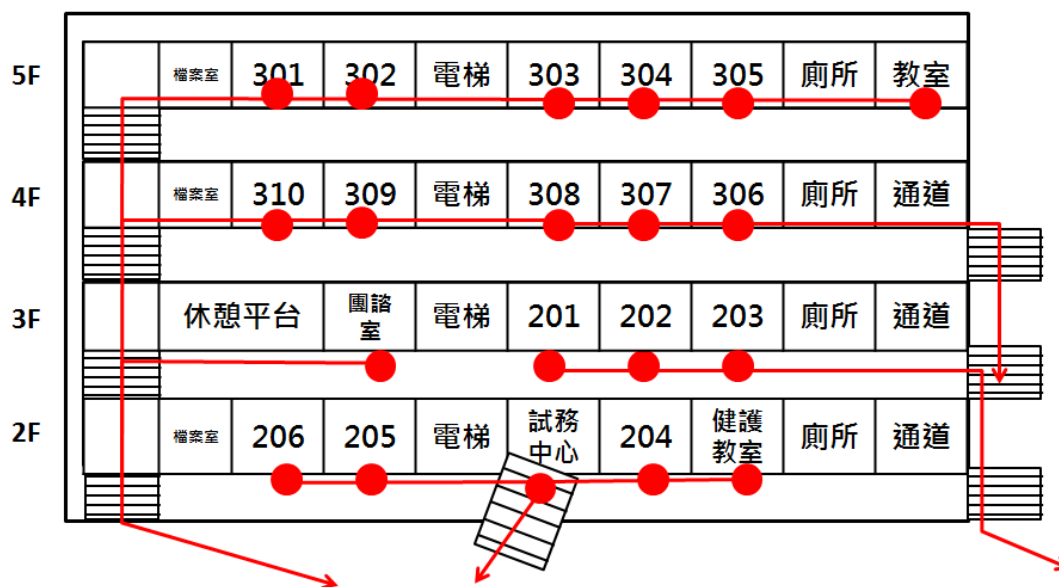 5F
檔案室 301 302 電梯 303 304 305 廁所 教室
4F
檔案室 310 309 電梯 308 307 306 廁所 通道
3F
休憩平台 團諮 電梯 201 202 203 廁所 通道
室
2F
檔案室 206 205 電梯 試務 204 健護 廁所 通道
中心 教室